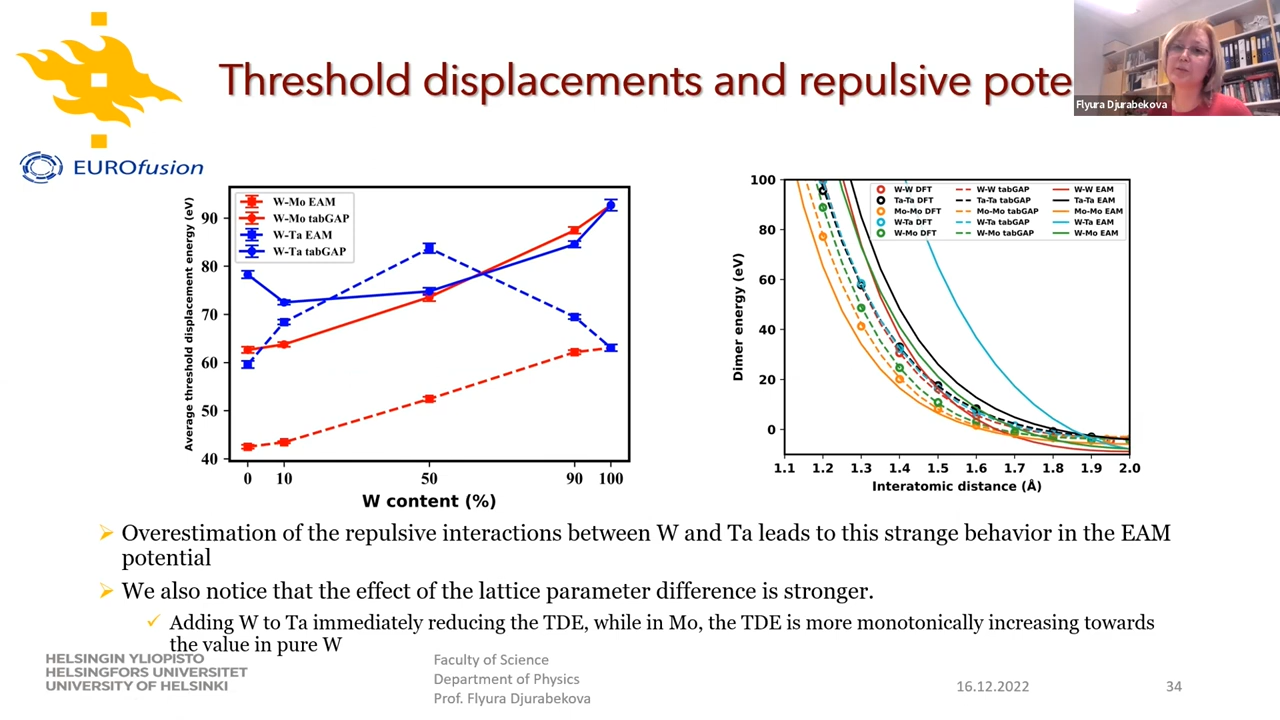 Threshold displacements and repulsive pote
Flyura Djurabekova
EUROfusion
W-Mo EAM
W-Mo tabGAP
W-Ta EAM
W-Ta tabGAP
Average threshold displacement energy (eV)
90
80
70
60
50
40
0 10 50 90 100
W content (%)
W-W DFT W-W tabGAP W-W EAM
Ta-Ta DFT Ta-Ta tabGAP Ta-Ta EAM
Mo-Mo DFT Mo-Mo tabGAP Mo-Mo EAM
W-Ta DFT W-Ta tabGAP W-Ta EAM
W-Mo DFT W-Mo tabGAP W-Mo EAM
Dimer energy (eV)
100
80
60
40
20
0
1.1 1.2 1.3 1.4 1.5 1.6 1.7 1.8 1.9 2.0
Interatomic distance (Å)
Overestimation of the repulsive interactions between W and Ta leads to this strange behavior in the EAM
potential
We also notice that the effect of the lattice parameter difference is stronger.
Adding W to Ta immediately reducing the TDE, while in Mo, the TDE is more monotonically increasing towards
the value in pure W
HELSINGIN YLIOPISTO
HELSINGFORS UNIVERSITET
UNIVERSITY OF HELSINKI
Faculty of Science
Department of Physics
Prof. Flyura Djurabekova
16.12.2022
34